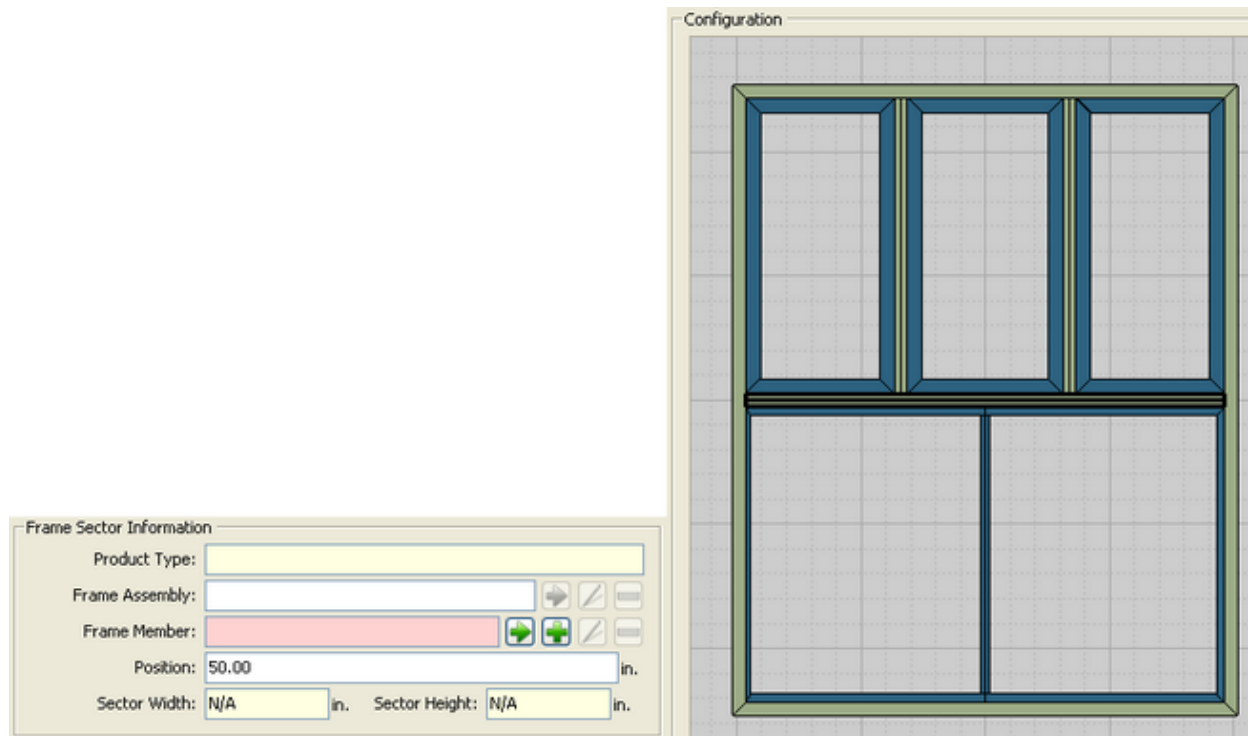 Configuration
Frame Sector Information
Product Type:
Frame Assembly:
Frame Member:
Position: 50.00 in.
Sector Width: N/A in. Sector Height: N/A in.